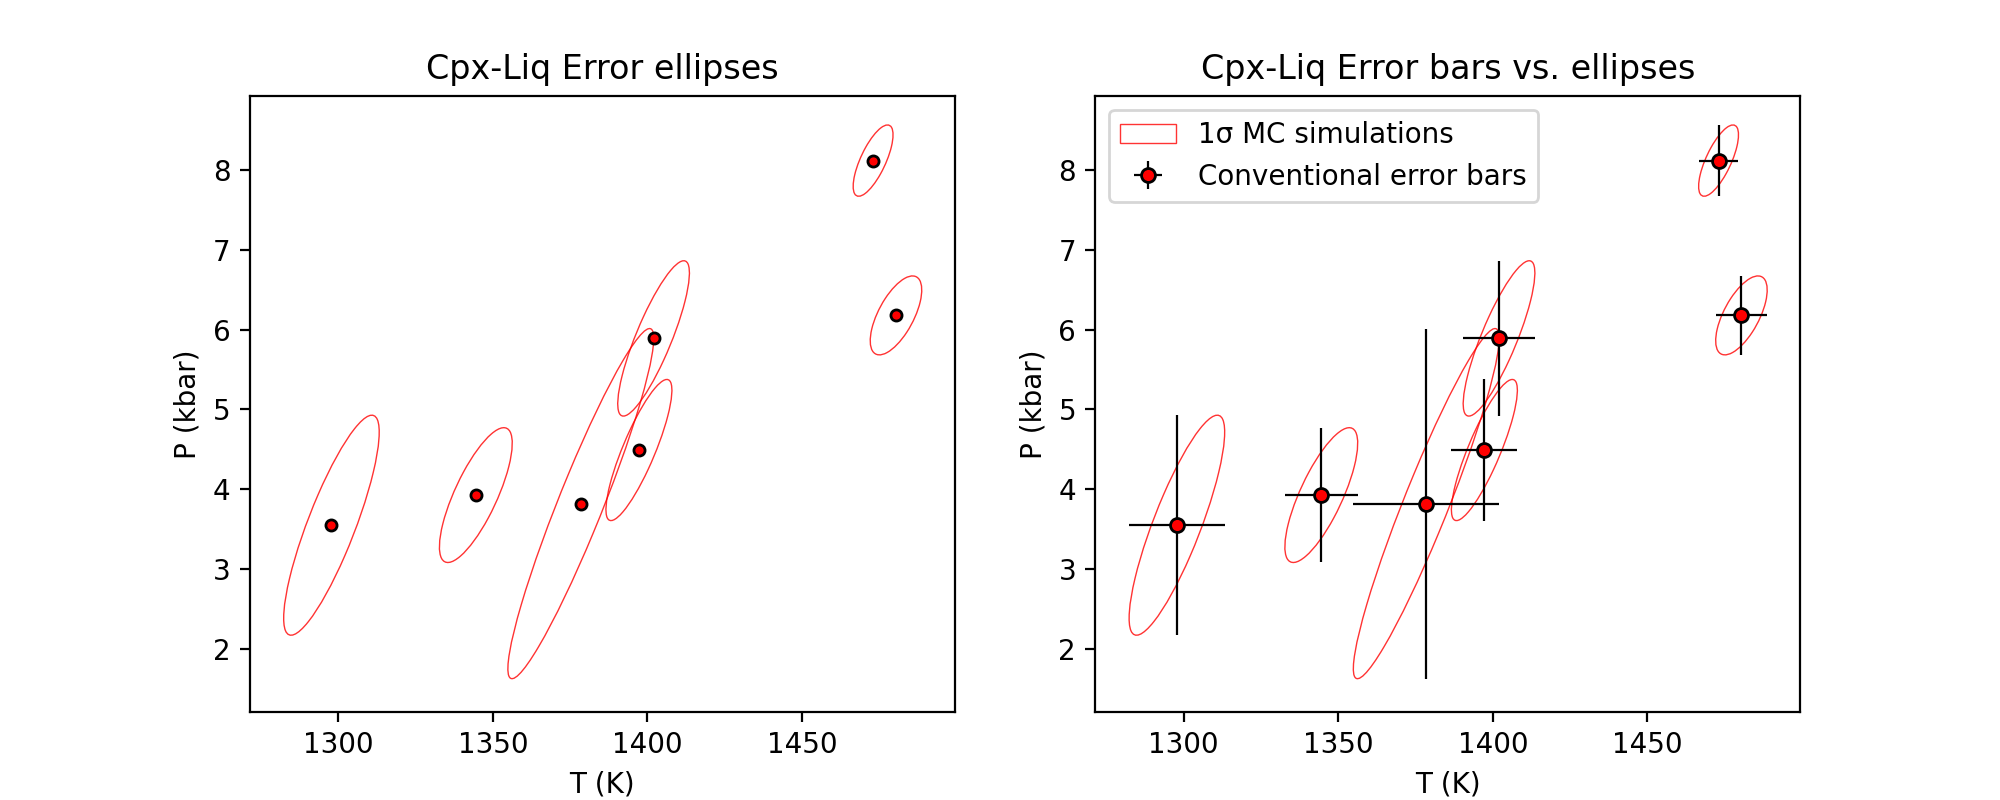 Cpx-Liq Error ellipses
P (kbar)
8
7
6
5
4
3
2
1300 1350 1400 1450
T (K)
Cpx-Liq Error bars vs. ellipses
1σ MC simulations
Conventional error bars
P (kbar)
8
7
6
5
4
3
2
1300 1350 1400 1450
T (K)